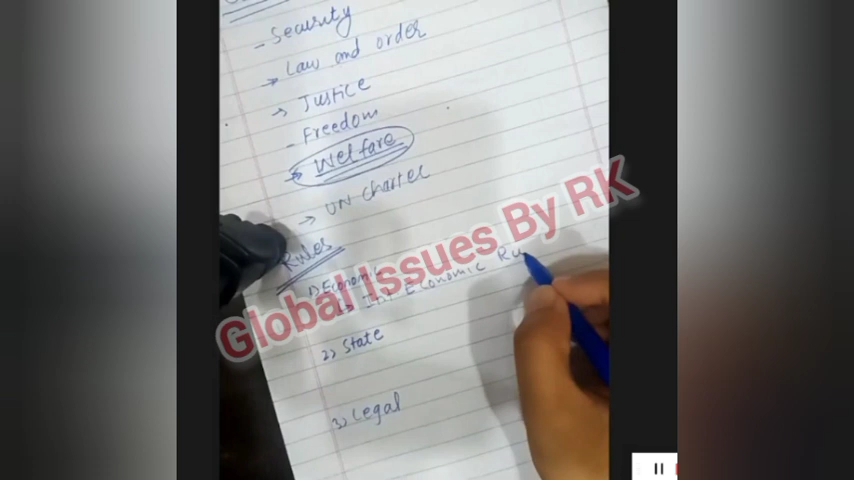 - Security
→ Law and order
→ Justice
- Freedom
→ Welfare
→ UN Charter
Rules
1) Economic
→ Int Economic Ru
2) State
3) Legal
Global Issues By RK